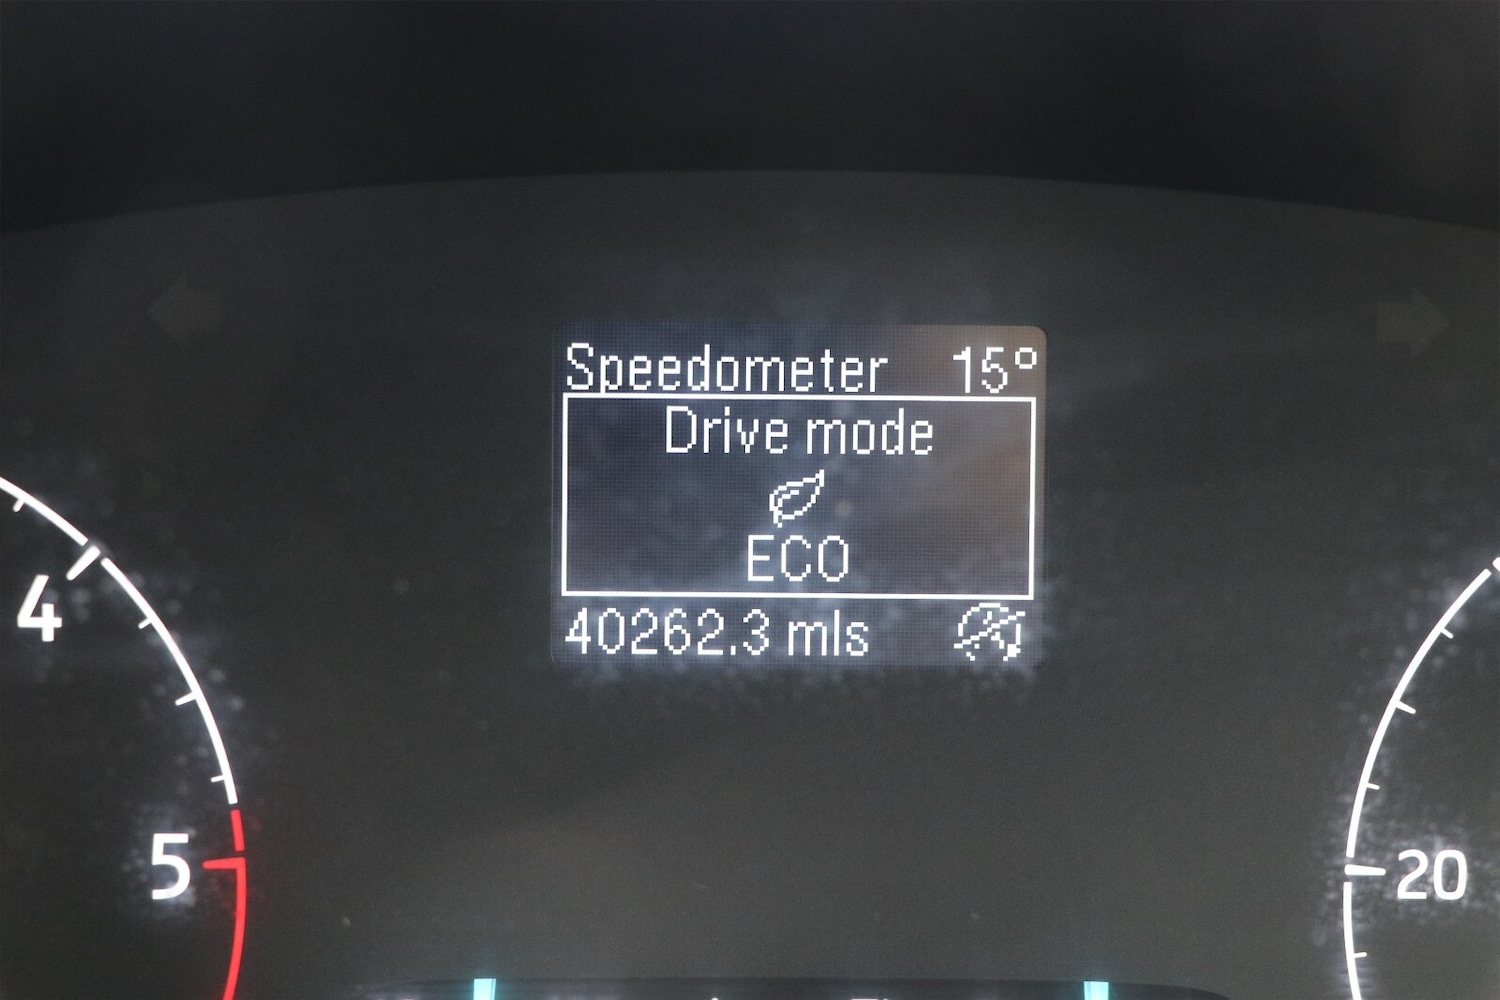 Speedometer 15°
Drive mode
ECO
40262.3 mls
4
5
20